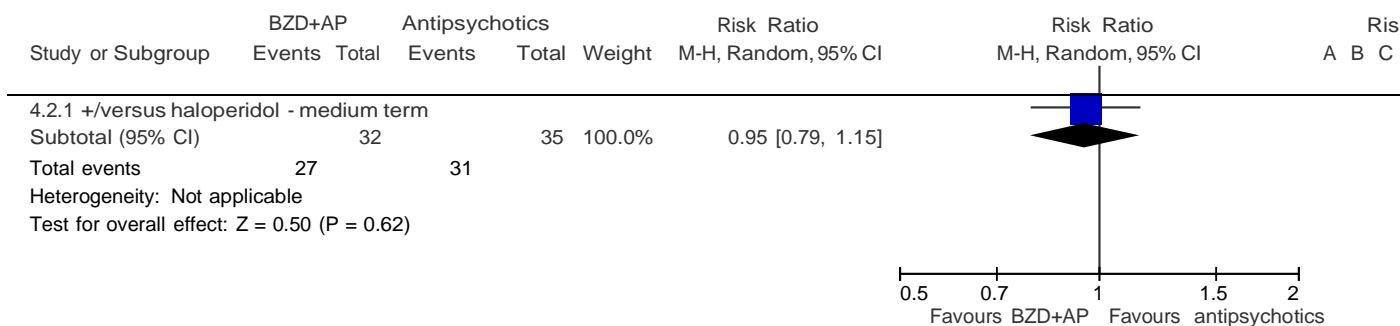 BZD+AP Antipsychotics Risk Ratio Risk Ratio Ris
Study or Subgroup Events Total Events Total Weight M-H, Random, 95% CI M-H, Random, 95% CI A B C
4.2.1 +/versus haloperidol - medium term
Subtotal (95% CI) 32 35 100.0% 0.95 [0.79, 1.15]
Total events 27 31
Heterogeneity: Not applicable
Test for overall effect: Z = 0.50 (P = 0.62)
0.5 0.7 1 1.5 2
Favours BZD+AP Favours antipsychotics